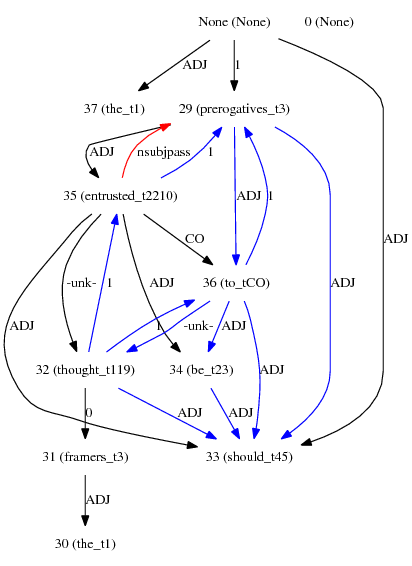 None (None) 0 (None)
ADJ 1
37 (the_t1) 29 (prerogatives_t3)
ADJ nsubjpass 1
35 (entrusted_t2210) ADJ 1
CO
ADJ
-unk- 1 ADJ 36 (to_tCO) ADJ
ADJ 1 -unk- ADJ
32 (thought_t119) 34 (be_t23) ADJ
0 ADJ ADJ
31 (framers_t3) 33 (should_t45)
ADJ
30 (the_t1)